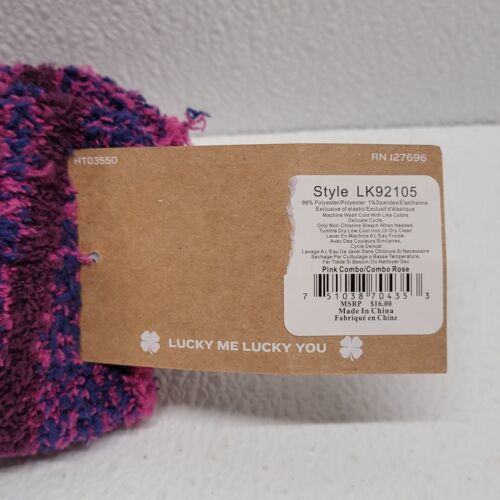 HT03550
RN 127696
Style LK92105
99% Polyester/Polyester 1%Spandex/Élasthanne
Exclusive of elastic/Exclusif d'élastique
Machine Wash Cold With Like Colors
Delicate Cycle,
Only Non-Chlorine Bleach When Needed.
Tumble Dry Low,Cool Iron,Or Dry Clean
Laver En Machine A L'Eau Froide,
Avec Des Couleurs Similaires,
Cycle Delicat
Lavage A L'Eau De Javel Sans Chlorure Si Necessaire
Sechage Par Culbutage a Basse Temperature,
Fer Tiede Si Besoin,Ou Nettoyer Sec
Pink Combo/Combo Rose
7 51038 70435 3
MSRP $16.00
Made In China
Fabriqué en Chine
LUCKY ME LUCKY YOU